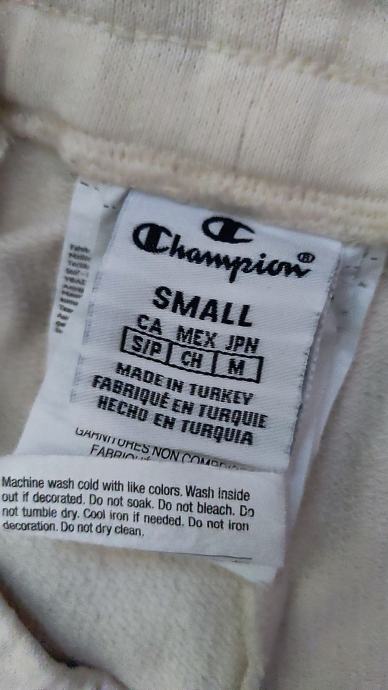 Champion®
SMALL
CA MEX JPN
S/P CH M
MADE IN TURKEY
FABRIQUÉ EN TURQUIE
HECHO EN TURQUIA
GARNITURES NON
Machine wash cold with like colors. Wash inside
out if decorated. Do not soak. Do not bleach. Do
not tumble dry. Cool iron if needed. Do not iron
decoration. Do not dry clean.